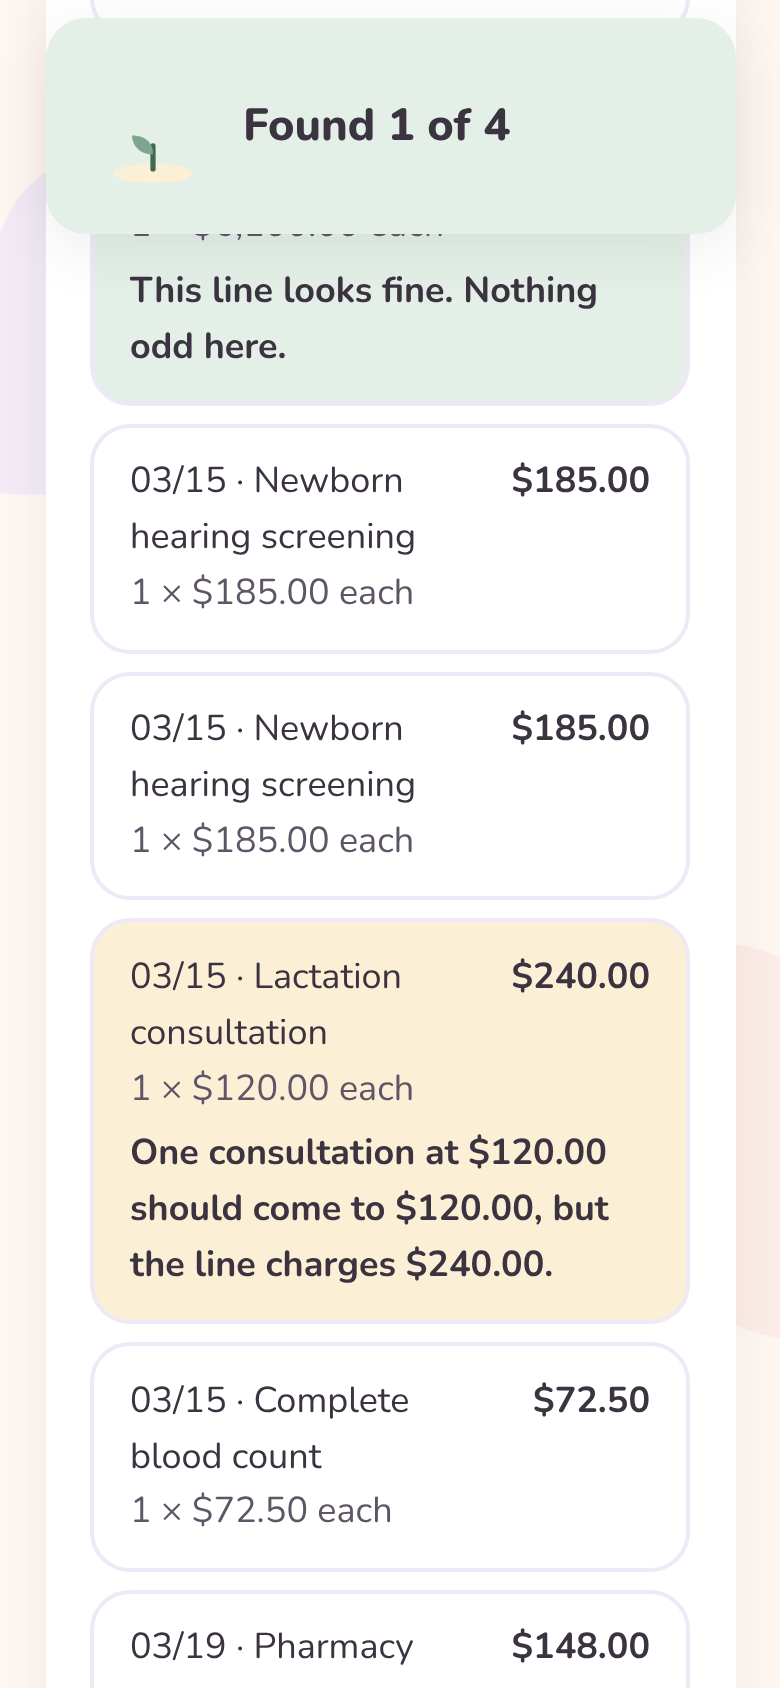 Found 1 of 4
This line looks fine. Nothing
odd here.
03/15 · Newborn $185.00
hearing screening
1 × $185.00 each
03/15 · Newborn $185.00
hearing screening
1 × $185.00 each
03/15 · Lactation $240.00
consultation
1 × $120.00 each
One consultation at $120.00
should come to $120.00, but
the line charges $240.00.
03/15 · Complete $72.50
blood count
1 × $72.50 each
03/19 · Pharmacy $148.00